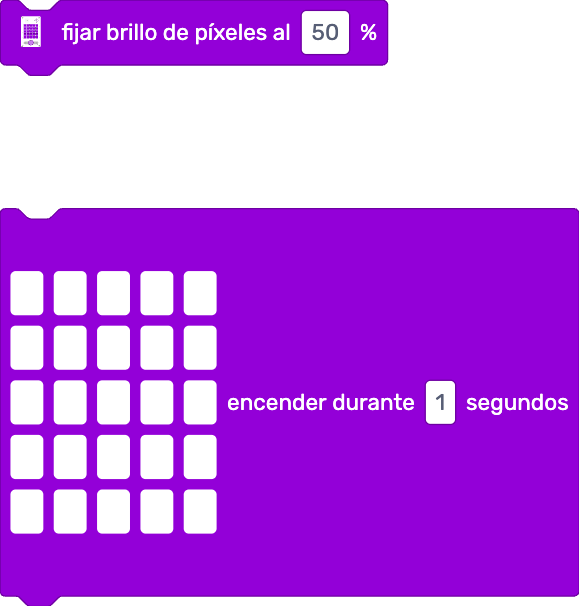 fijar brillo de píxeles al 50 %
encender durante 1 segundos